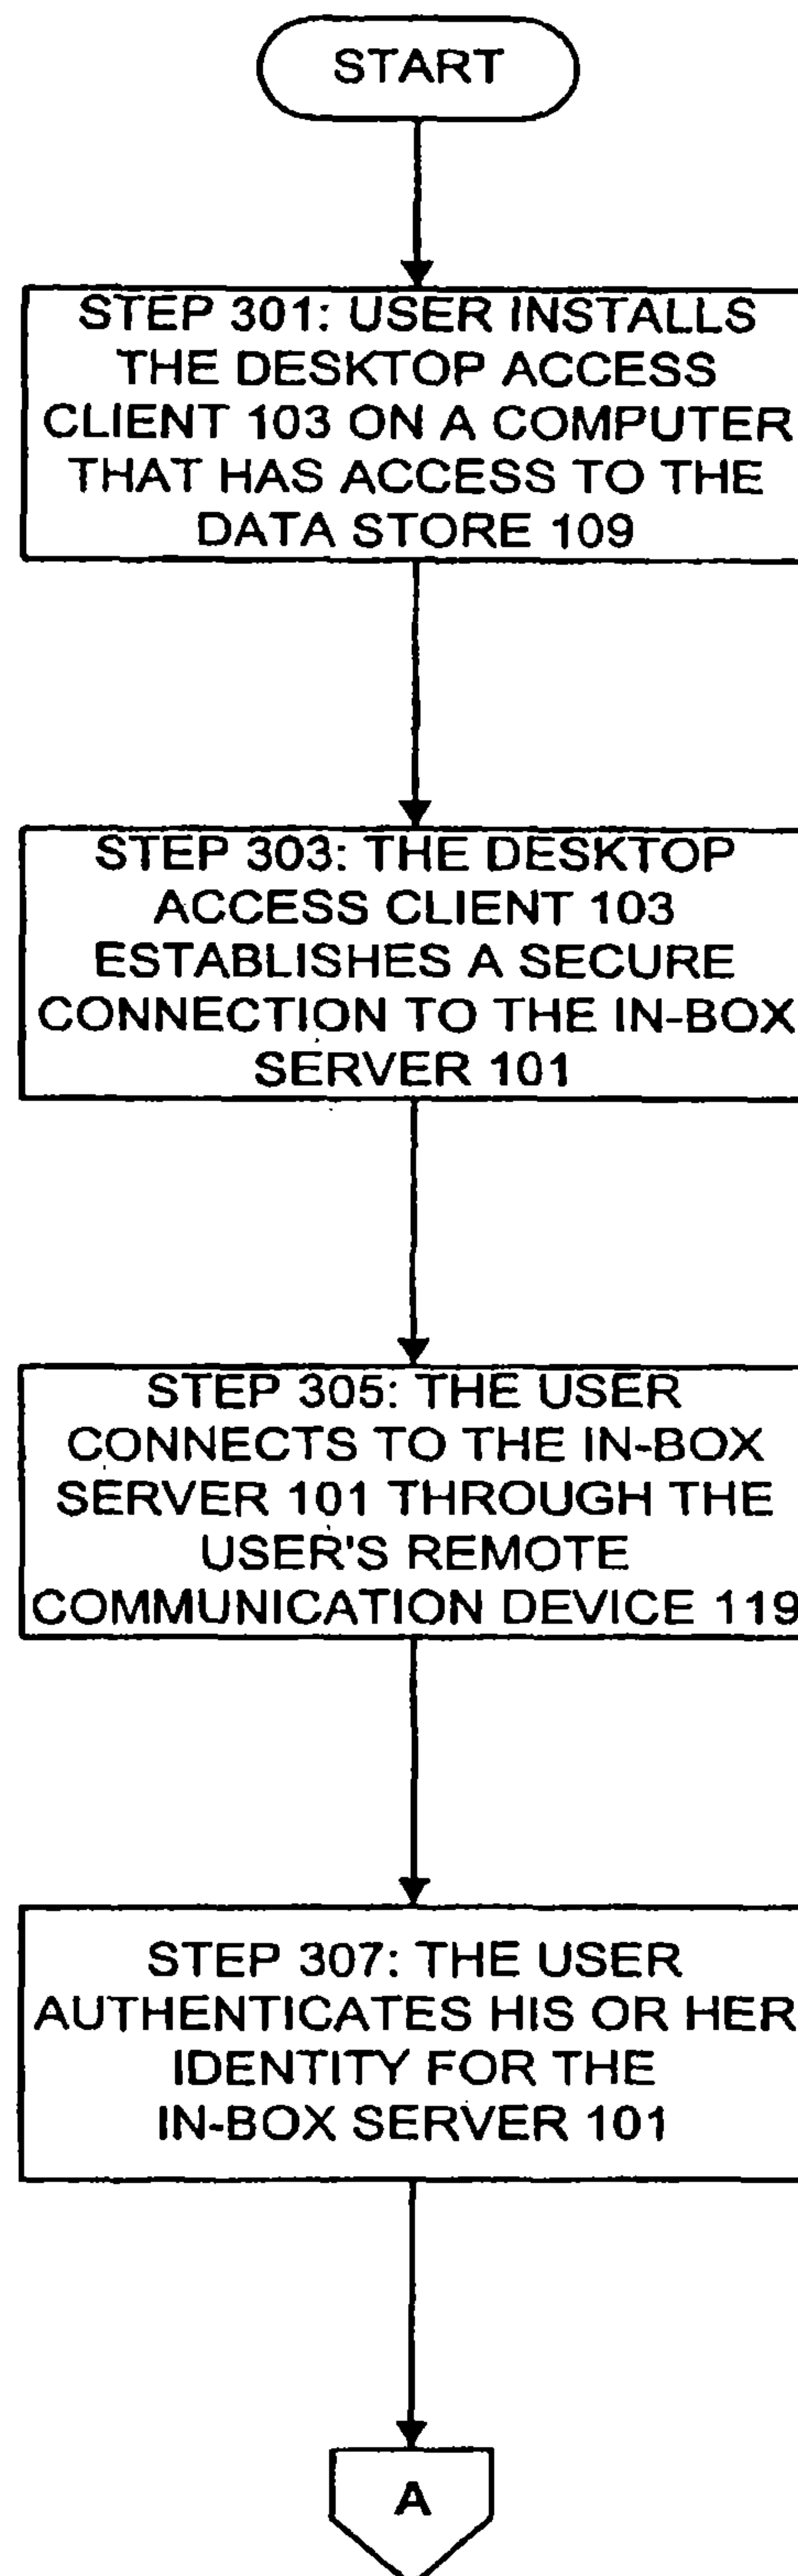 START
STEP 301: USER INSTALLS
THE DESKTOP ACCESS
CLIENT 103 ON A COMPUTER
THAT HAS ACCESS TO THE
DATA STORE 109
STEP 303: THE DESKTOP
ACCESS CLIENT 103
ESTABLISHES A SECURE
CONNECTION TO THE IN-BOX
SERVER 101
STEP 305: THE USER
CONNECTS TO THE IN-BOX
SERVER 101 THROUGH THE
USER'S REMOTE
COMMUNICATION DEVICE 119
STEP 307: THE USER
AUTHENTICATES HIS OR HER
IDENTITY FOR THE
IN-BOX SERVER 101
A